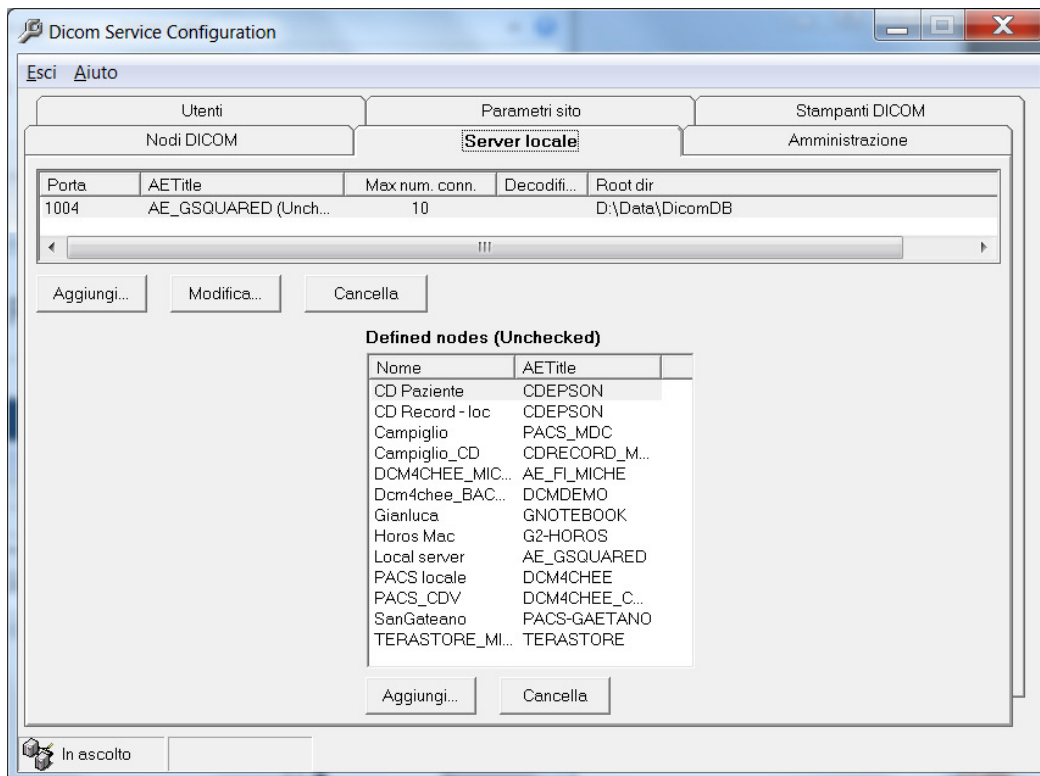 Dicom Service Configuration
Esci Aiuto
Utenti Parametri sito Stampanti DICOM
Nodi DICOM Server locale Amministrazione
Porta AETitle Max num. conn. Decodifi... Root dir
1004 AE_GSQUARED (Unch... 10 D:\Data\DicomDB
Aggiungi... Modifica... Cancella
Defined nodes (Unchecked)
Nome AETitle
CD Paziente CDEPSON
CD Record - loc CDEPSON
Campiglio PACS_MDC
Campiglio_CD CDRECORD_M...
DCM4CHEE_MIC... AE_FI_MICHE
Dcm4chee_BAC... DCMDEMO
Gianluca GNOTEBOOK
Horos Mac G2-HOROS
Local server AE_GSQUARED
PACS locale DCM4CHEE
PACS_CDV DCM4CHEE_C...
SanGateano PACS-GAETANO
TERASTORE_MI... TERASTORE
Aggiungi... Cancella
In ascolto